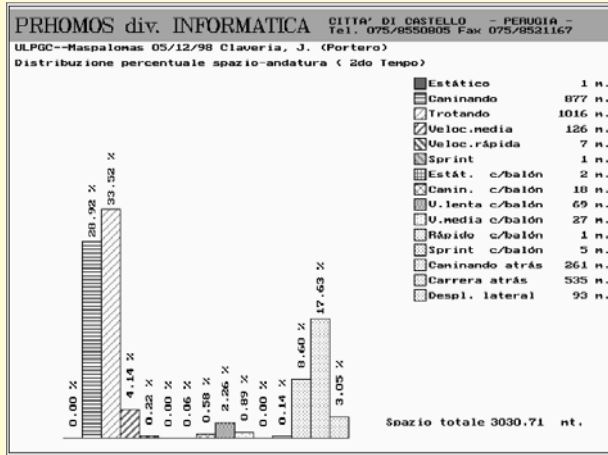 PRHOMOS div. INFORMATICA
CITTA' DI CASTELLO - PERUGIA -
Tel. 075/8550805 Fax 075/8521167
ULPGC--Maspalomas 05/12/98 Claveria, J. (Portero)
Distribuzione percentuale spazio-andatura ( 2do Tempo)
Estático 1 m.
Caminando 877 m.
Trotando 1016 m.
Veloc.media 126 m.
Veloc.rápida 7 m.
Sprint 1 m.
Estát. c/balón 2 m.
Camin. c/balón 18 m.
V.lenta c/balón 69 m.
V.media c/balón 27 m.
Rápido c/balón 1 m.
Sprint c/balón 5 m.
Caminando atrás 261 m.
Carrera atrás 535 m.
Despl. lateral 93 m.
0.00 %
28.92 %
33.52 %
4.14 %
0.22 %
0.00 %
0.06 %
0.58 %
2.26 %
0.89 %
0.00 %
0.14 %
8.60 %
17.63 %
3.05 %
Spazio totale 3030.71 mt.